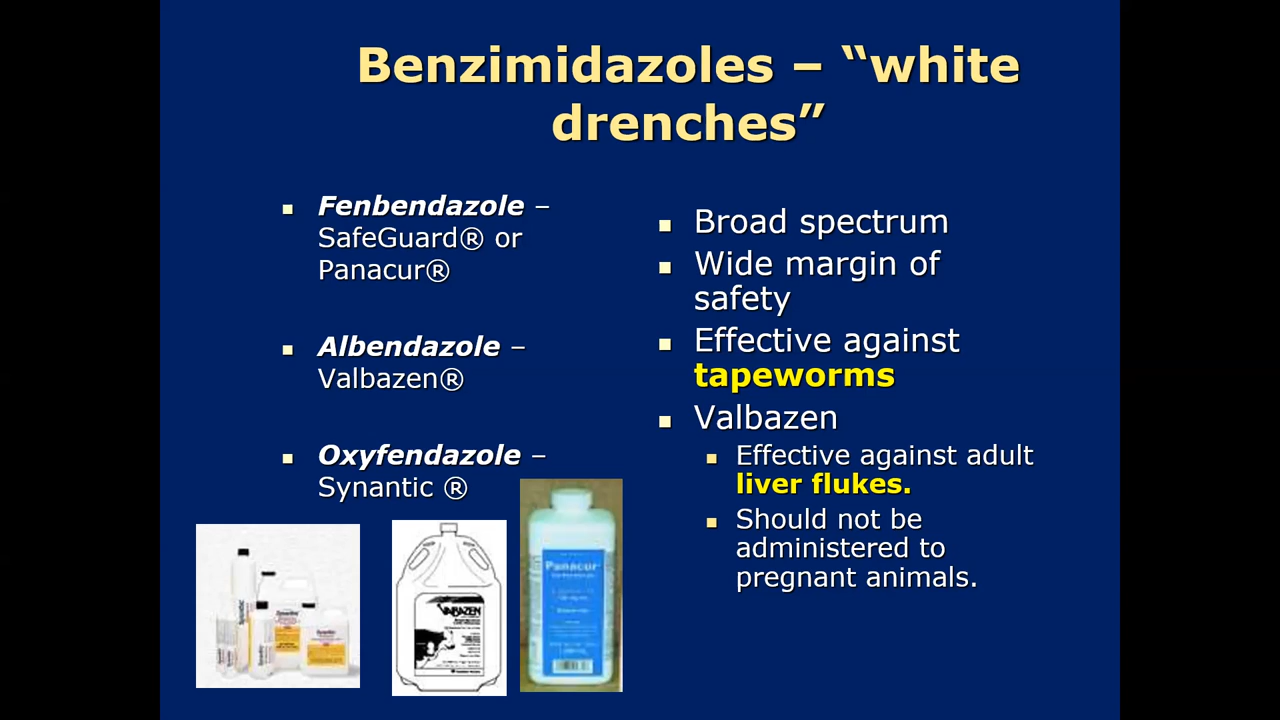 Benzimidazoles – “white
drenches”
Fenbendazole –
SafeGuard® or
Panacur®
Albendazole –
Valbazen®
Oxyfendazole –
Synantic ®
Broad spectrum
Wide margin of
safety
Effective against
tapeworms
Valbazen
Effective against adult
liver flukes.
Should not be
administered to
pregnant animals.
VALBAZEN
Panacur